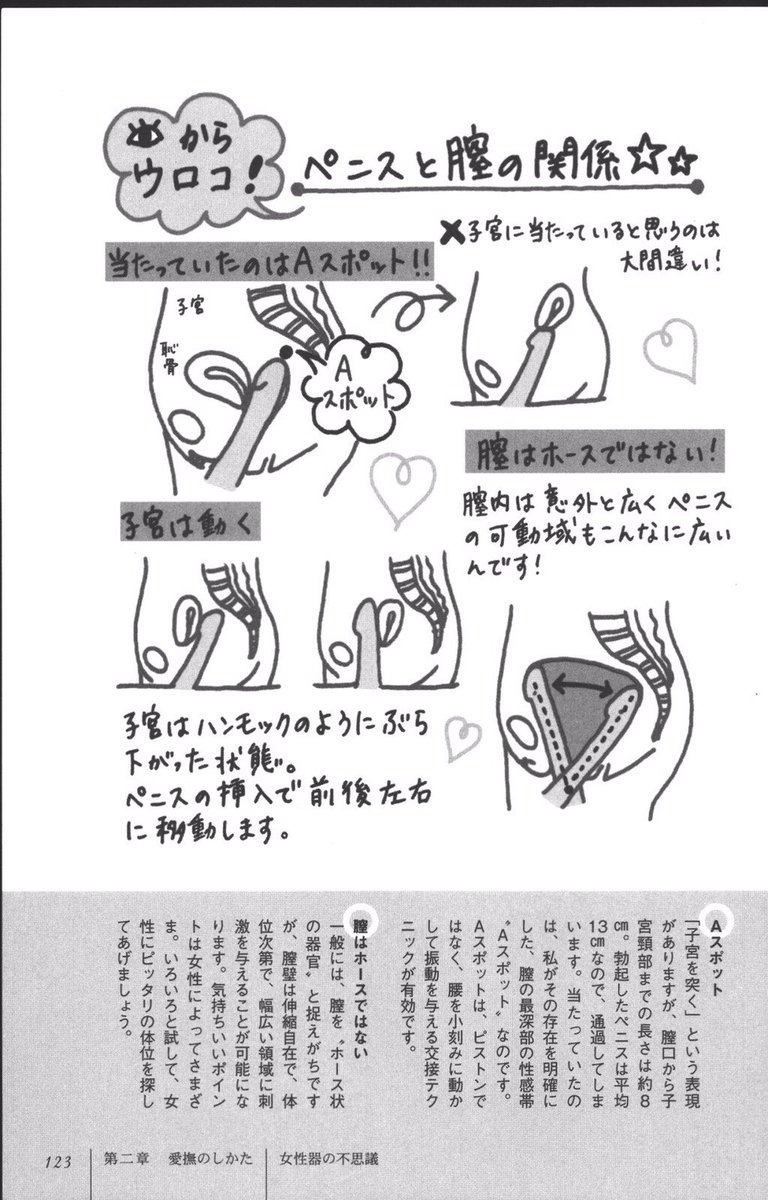 目からウロコ!
ペニスと膣の関係☆☆
当たっていたのはAスポット!!
子宮
恥骨
A
スポット
✖子宮に当たっていると思うのは
大間違い!
膣はホースではない!
膣内は意外と広くペニス
の可動域もこんなに広い
んです!
子宮は動く
子宮はハンモックのようにぶら
下がった状態。
ペニスの挿入で前後左右
に移動します。
Aスポット
「子宮を突く」という表現
がありますが、膣口から子
宮頸部までの長さは約8
cm。勃起したペニスは平均
13cmなので、通過してしま
います。当たっていたの
は、私がその存在を明確に
した、膣の最深部の性感帯
〝Aスポット〟なのです。
Aスポットは、ピストンで
はなく、腰を小刻みに動か
して振動を与える交接テク
ニックが有効です。
膣はホースではない
一般には、膣を〝ホース状
の器官〟と捉えがちです
が、膣壁は伸縮自在で、体
位次第で、幅広い領域に刺
激を与えることが可能にな
ります。気持ちいいポイン
トは女性によってさまざ
ま。いろいろと試して、女
性にピッタリの体位を探し
てあげましょう。
123
第二章 愛撫のしかた
女性器の不思議